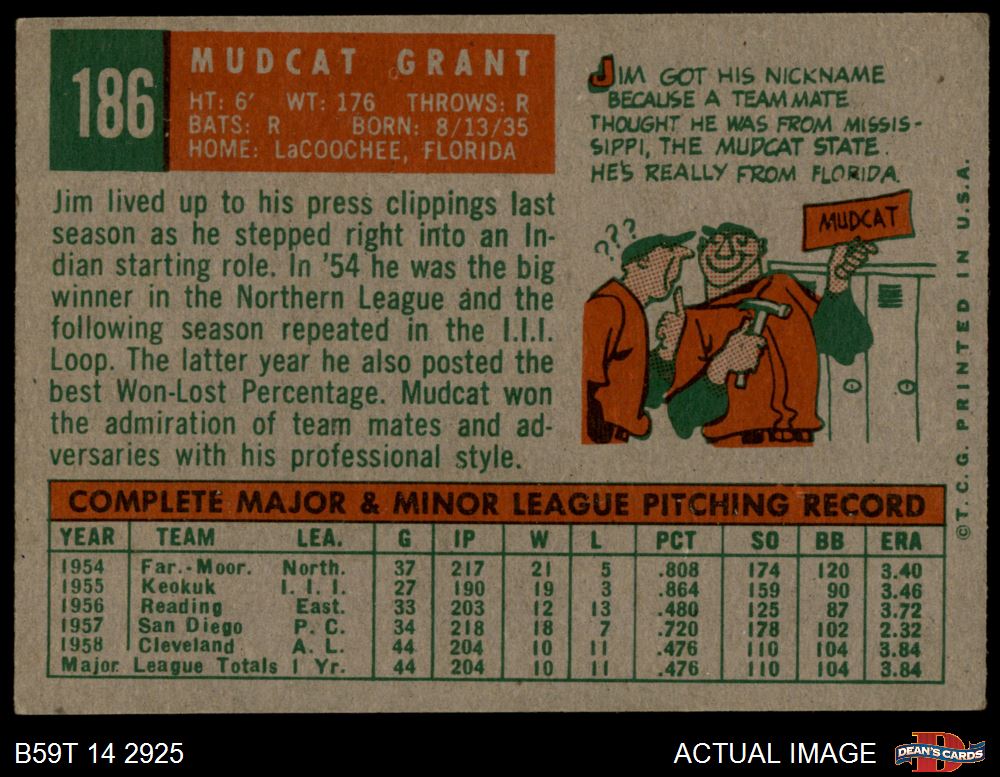 186
MUDCAT GRANT
HT: 6' WT: 176 THROWS: R
BATS: R BORN: 8/13/35
HOME: LaCOOCHEE, FLORIDA
JIM GOT HIS NICKNAME
BECAUSE A TEAM MATE
THOUGHT HE WAS FROM MISSIS-
SIPPI, THE MUDCAT STATE.
HE'S REALLY FROM FLORIDA.
???
MUDCAT
Jim lived up to his press clippings last
season as he stepped right into an In-
dian starting role. In '54 he was the big
winner in the Northern League and the
following season repeated in the I.I.I.
Loop. The latter year he also posted the
best Won-Lost Percentage. Mudcat won
the admiration of team mates and ad-
versaries with his professional style.
©T.C.G. PRINTED IN U.S.A.
COMPLETE MAJOR & MINOR LEAGUE PITCHING RECORD
YEAR TEAM LEA. G IP W L PCT SO BB ERA
1954 Far.-Moor. North. 37 217 21 5 .808 174 120 3.40
1955 Keokuk I. I. I. 27 190 19 3 .864 159 90 3.46
1956 Reading East. 33 203 12 13 .480 125 87 3.72
1957 San Diego P. C. 34 218 18 7 .720 178 102 2.32
1958 Cleveland A. L. 44 204 10 11 .476 110 104 3.84
Major League Totals 1 Yr. 44 204 10 11 .476 110 104 3.84
B59T 14 2925
ACTUAL IMAGE
D
DEAN'S CARDS